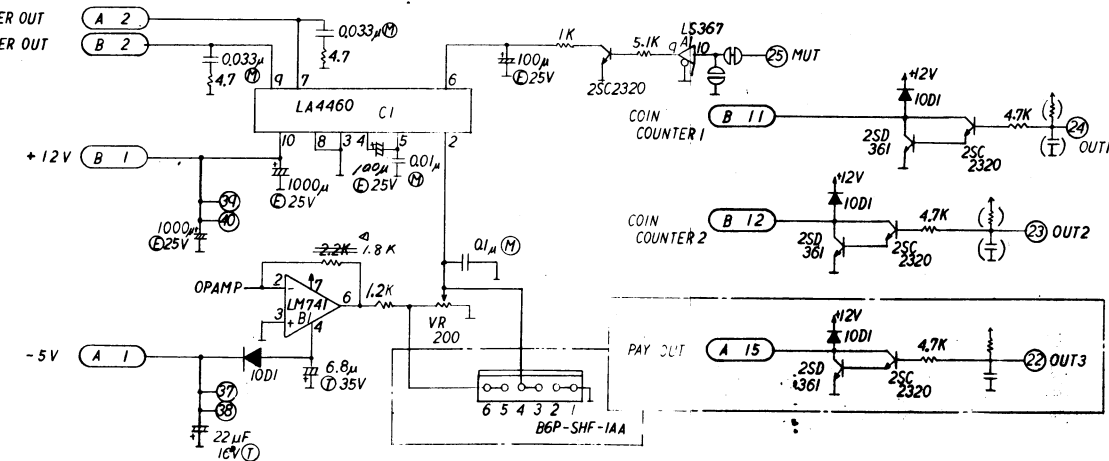 ER OUT
A 2
ER OUT
B 2
0.033μ Ⓜ
4.7
0.033μ
Ⓜ
4.7
9 7
LA4460 C1
6
10 8 3 4 5 2
100μ
Ⓔ 25V
1K
2SC2320
5.1K
LS367
9 A 10
25 MUT
+12V B 1
1000μ
Ⓔ 25V
100μ
Ⓔ 25V
0.01μ
Ⓜ
39
40
1000μ
Ⓔ 25V
COIN
COUNTER 1
B 11
+12V
10D1
2SD
361
2SC
2320
4.7K
24
OUT1
COIN
COUNTER 2
B 12
+12V
10D1
2SD
361
2SC
2320
4.7K
23 OUT2
2.2K 1.8K
0.1μ Ⓜ
OPAMP
2 7
LM741
B1
6
3 4
1.2K
VR
200
-5V A 1
10D1
6.8μ
Ⓣ 35V
37
38
22μF
16V Ⓣ
6 5 4 3 2 1
B6P-SHF-1AA
PAY OUT
A 15
+12V
10D1
2SD
361
2SC
2320
4.7K
22 OUT3